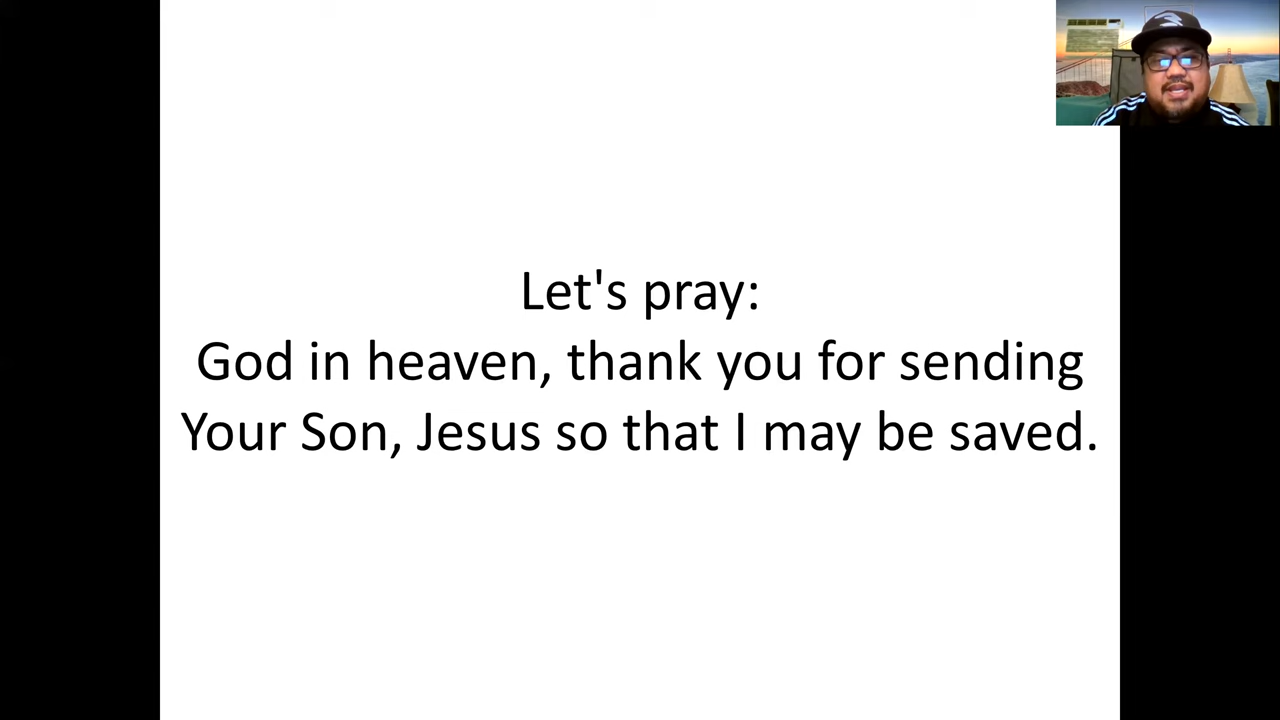 Let's pray:
God in heaven, thank you for sending
Your Son, Jesus so that I may be saved.